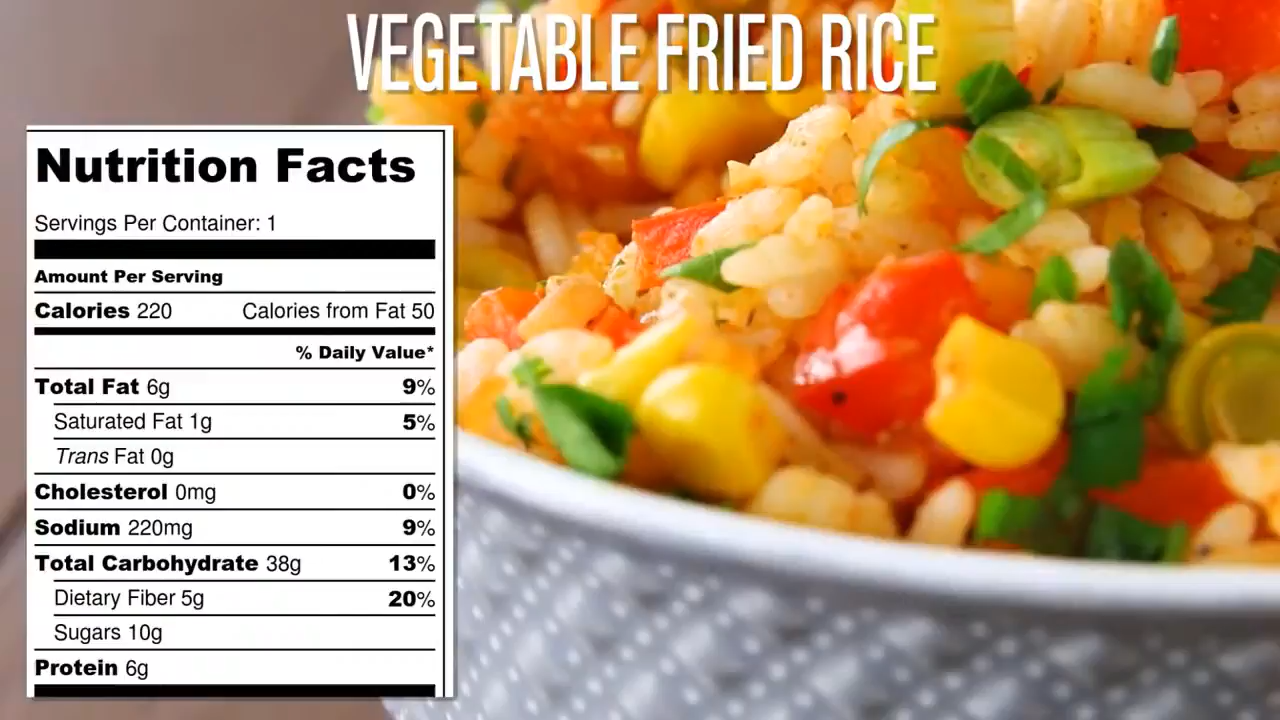 VEGETABLE FRIED RICE
Nutrition Facts
Servings Per Container: 1
Amount Per Serving
Calories 220 Calories from Fat 50
% Daily Value*
Total Fat 6g 9%
Saturated Fat 1g 5%
Trans Fat 0g
Cholesterol 0mg 0%
Sodium 220mg 9%
Total Carbohydrate 38g 13%
Dietary Fiber 5g 20%
Sugars 10g
Protein 6g